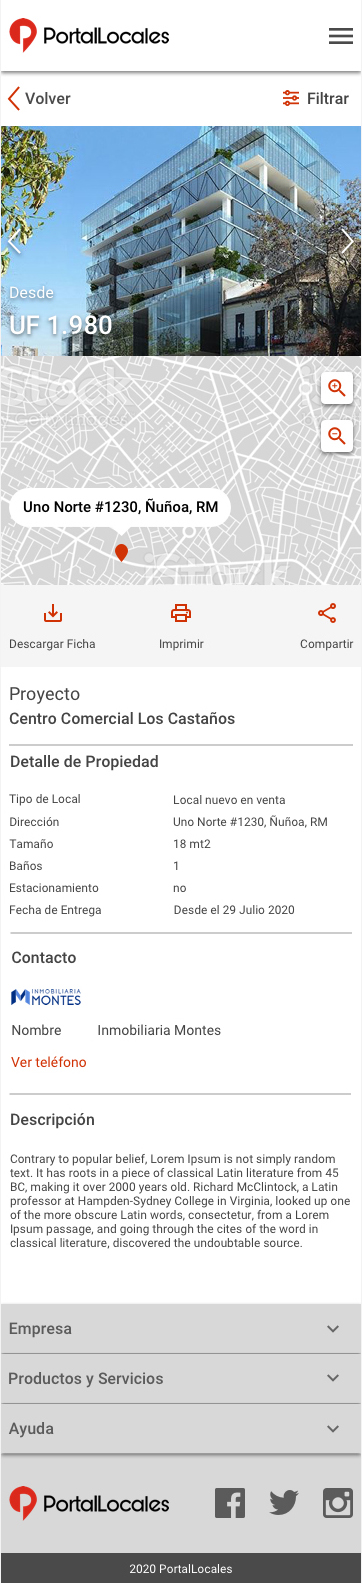 PortalLocales
Volver
Filtrar
Desde
UF 1.980
Uno Norte #1230, Ñuñoa, RM
Descargar Ficha
Imprimir
Compartir
Proyecto
Centro Comercial Los Castaños
Detalle de Propiedad
Tipo de Local Local nuevo en venta
Dirección Uno Norte #1230, Ñuñoa, RM
Tamaño 18 mt2
Baños 1
Estacionamiento no
Fecha de Entrega Desde el 29 Julio 2020
Contacto
INMOBILIARIA
MONTES
Nombre Inmobiliaria Montes
Ver teléfono
Descripción
Contrary to popular belief, Lorem Ipsum is not simply random
text. It has roots in a piece of classical Latin literature from 45
BC, making it over 2000 years old. Richard McClintock, a Latin
professor at Hampden-Sydney College in Virginia, looked up one
of the more obscure Latin words, consectetur, from a Lorem
Ipsum passage, and going through the cites of the word in
classical literature, discovered the undoubtable source.
Empresa
Productos y Servicios
Ayuda
PortalLocales
2020 PortalLocales